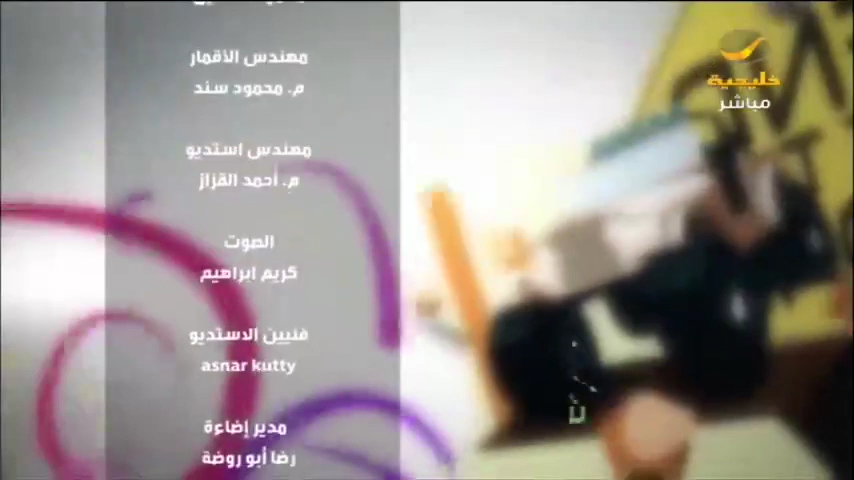 مهندس الأقمار
م. محمود سند
مهندس استديو
م. أحمد القزاز
الصوت
كريم ابراهيم
فنيين الاستديو
asnar kutty
مدير إضاءة
رضا أبو روضة
خليجية
مباشر